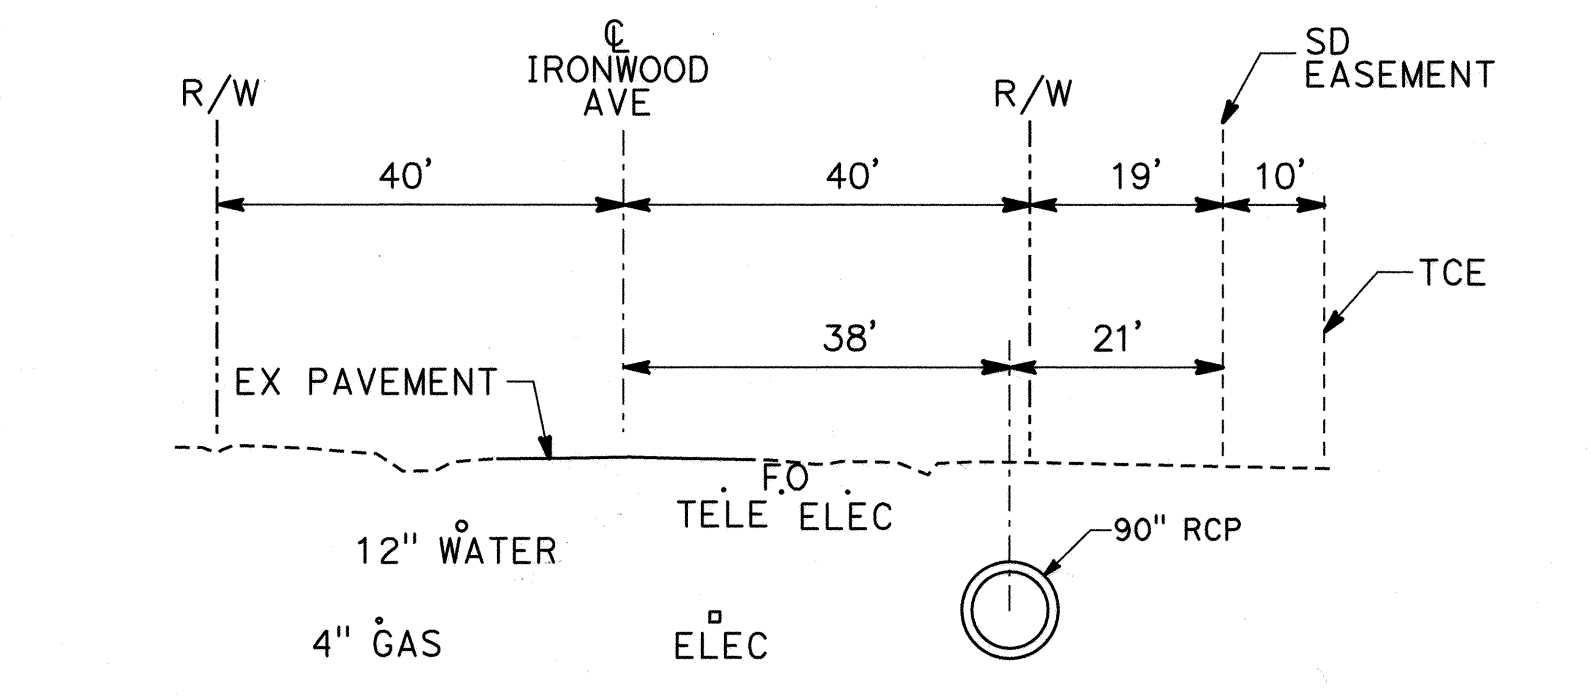 ℄
IRONWOOD
AVE
R/W
R/W
SD
EASEMENT
40'
40'
19'
10'
TCE
38'
21'
EX PAVEMENT
F.O
TELE
ELEC
12" WATER
90" RCP
4" GAS
ELEC